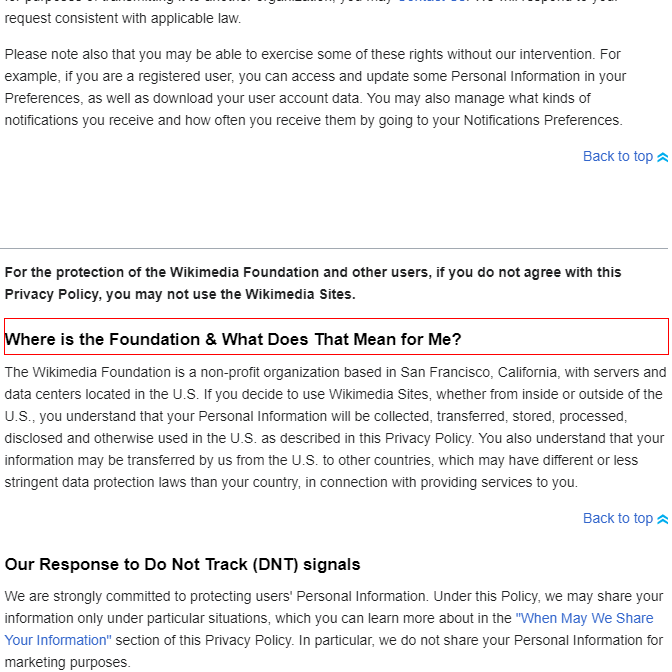 request consistent with applicable law.
Please note also that you may be able to exercise some of these rights without our intervention. For
example, if you are a registered user, you can access and update some Personal Information in your
Preferences, as well as download your user account data. You may also manage what kinds of
notifications you receive and how often you receive them by going to your Notifications Preferences.
Back to top
For the protection of the Wikimedia Foundation and other users, if you do not agree with this
Privacy Policy, you may not use the Wikimedia Sites.
Where is the Foundation & What Does That Mean for Me?
The Wikimedia Foundation is a non-profit organization based in San Francisco, California, with servers and
data centers located in the U.S. If you decide to use Wikimedia Sites, whether from inside or outside of the
U.S., you understand that your Personal Information will be collected, transferred, stored, processed,
disclosed and otherwise used in the U.S. as described in this Privacy Policy. You also understand that your
information may be transferred by us from the U.S. to other countries, which may have different or less
stringent data protection laws than your country, in connection with providing services to you.
Back to top
Our Response to Do Not Track (DNT) signals
We are strongly committed to protecting users' Personal Information. Under this Policy, we may share your
information only under particular situations, which you can learn more about in the "When May We Share
Your Information" section of this Privacy Policy. In particular, we do not share your Personal Information for
marketing purposes.